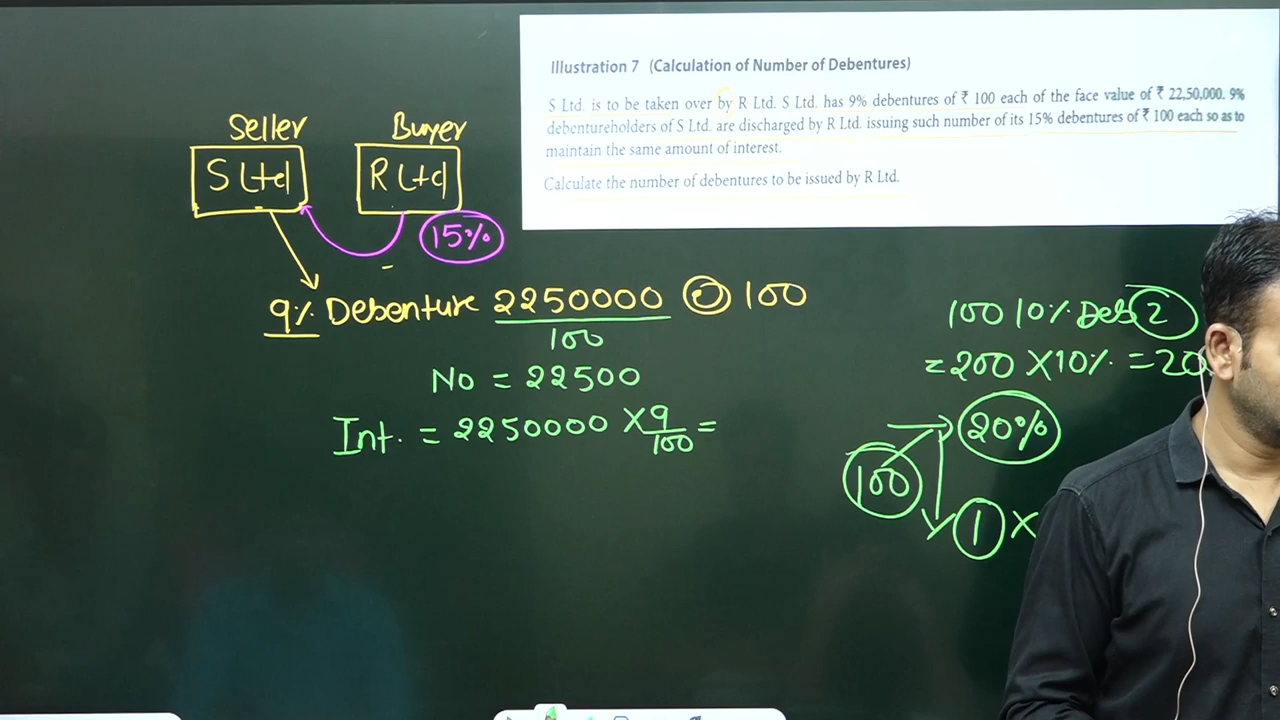 Illustration 7 (Calculation of Number of Debentures)
S Ltd. is to be taken over by R Ltd. S Ltd. has 9% debentures of ₹ 100 each of the face value of ₹ 22,50,000. 9%
debentureholders of S Ltd. are discharged by R Ltd. issuing such number of its 15% debentures of ₹ 100 each so as to
maintain the same amount of interest.
Calculate the number of debentures to be issued by R Ltd.
Seller Buyer
S Ltd R Ltd
15%
9% Debenture 2250000 @ 100
100
No = 22500
Int. = 2250000 × 9/100 =
100 10% Deb 2
= 200 × 10% = 20
20%
100
1 ×